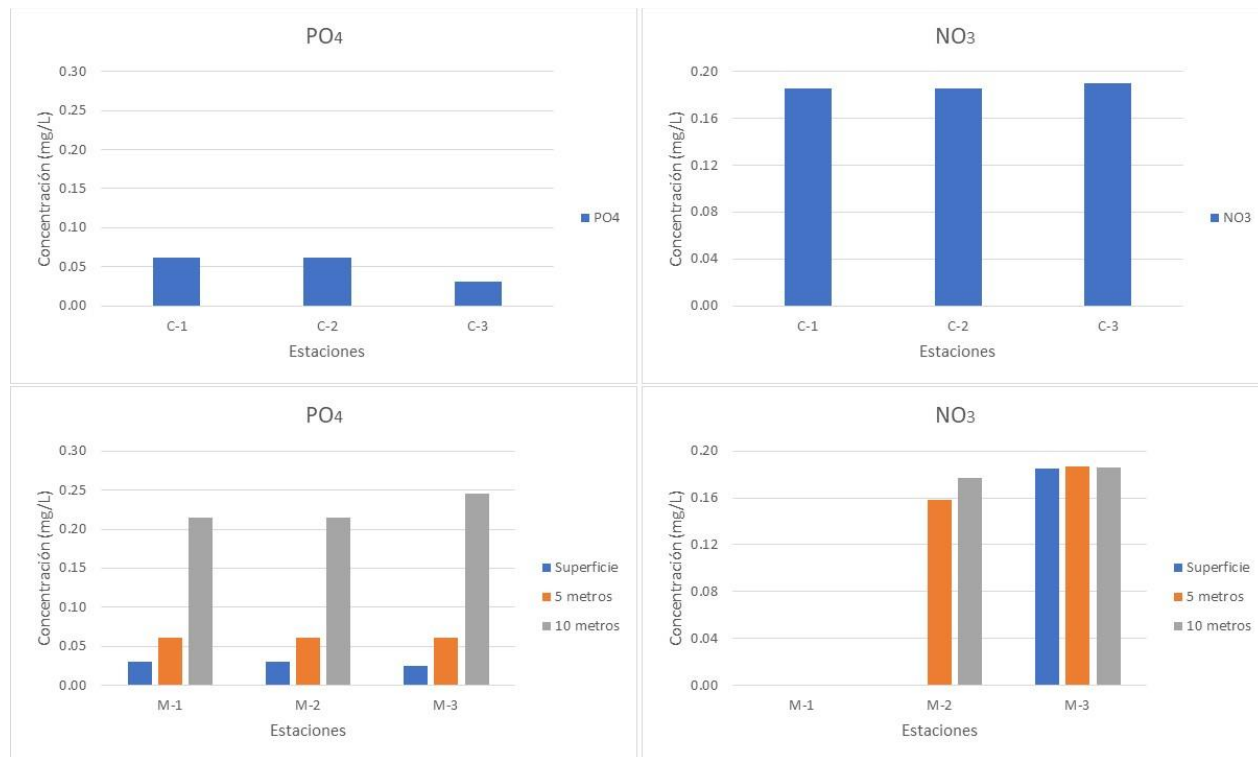 PO4
Concentración (mg/L)
0.30
0.25
0.20
0.15
0.10
0.05
0.00
C-1 C-2 C-3
Estaciones
PO4
NO3
Concentración (mg/L)
0.20
0.16
0.12
0.08
0.04
0.00
C-1 C-2 C-3
Estaciones
NO3
PO4
Concentración (mg/L)
0.30
0.25
0.20
0.15
0.10
0.05
0.00
M-1 M-2 M-3
Estaciones
Superficie
5 metros
10 metros
NO3
Concentración (mg/L)
0.20
0.16
0.12
0.08
0.04
0.00
M-1 M-2 M-3
Estaciones
Superficie
5 metros
10 metros